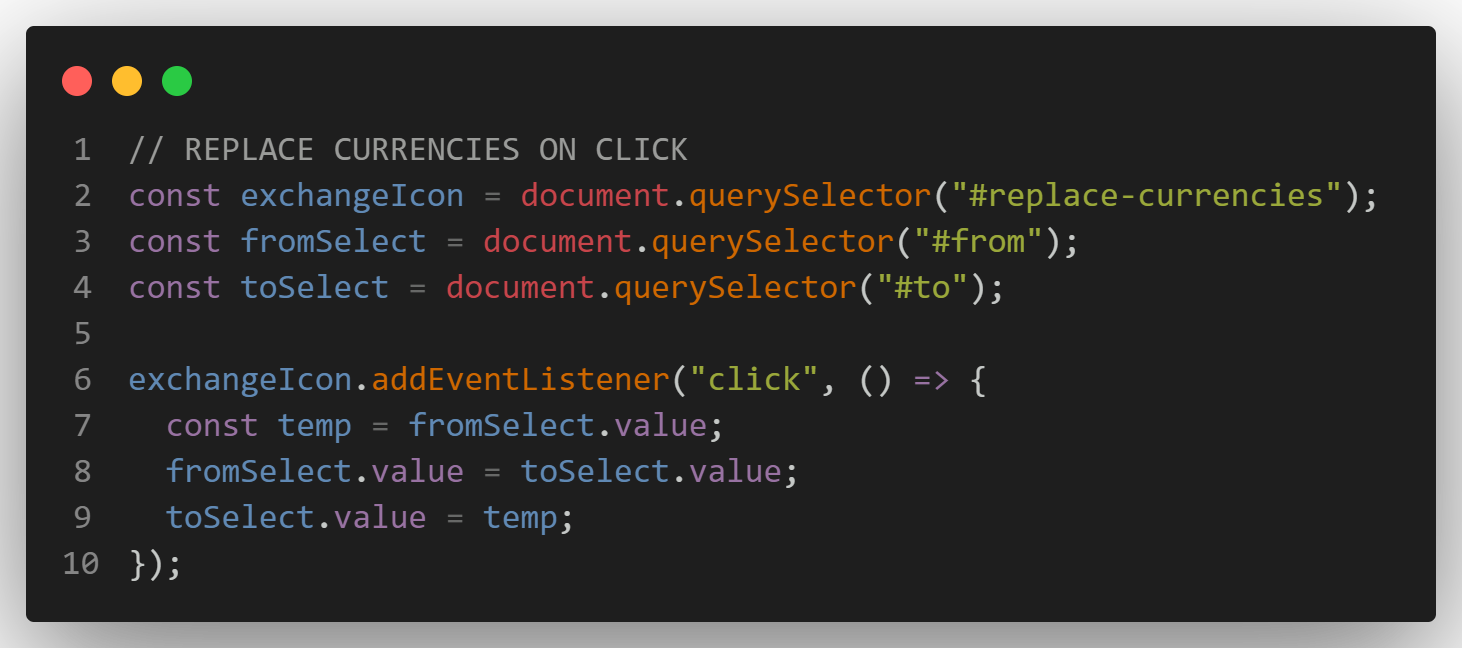 1 // REPLACE CURRENCIES ON CLICK
2 const exchangeIcon = document.querySelector("#replace-currencies");
3 const fromSelect = document.querySelector("#from");
4 const toSelect = document.querySelector("#to");
5
6 exchangeIcon.addEventListener("click", () => {
7   const temp = fromSelect.value;
8   fromSelect.value = toSelect.value;
9   toSelect.value = temp;
10 });